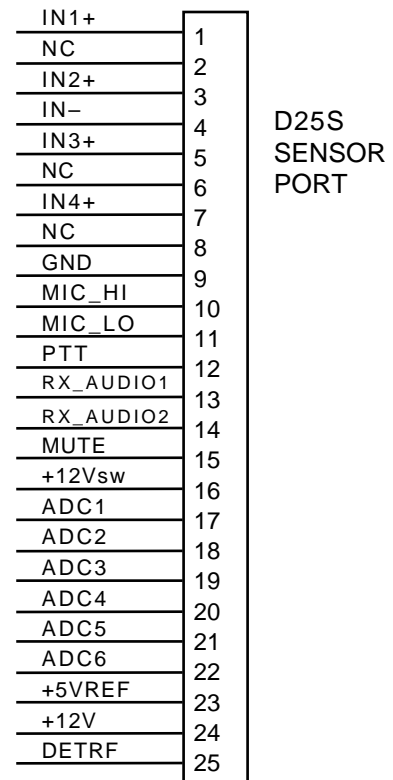 IN1+ 1
NC 2
IN2+ 3
IN– 4
IN3+ 5
NC 6
IN4+ 7
NC 8
GND 9
MIC_HI 10
MIC_LO 11
PTT 12
RX_AUDIO1 13
RX_AUDIO2 14
MUTE 15
+12Vsw 16
ADC1 17
ADC2 18
ADC3 19
ADC4 20
ADC5 21
ADC6 22
+5VREF 23
+12V 24
DETRF 25
D25S
SENSOR
PORT